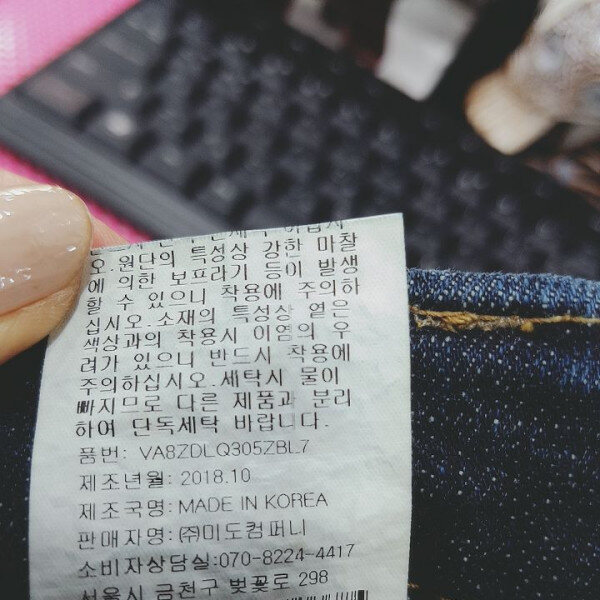 오.원단의 특성상 강한 마찰
에 의한 보프라기 등이 발생
할 수 있으니 착용에 주의하
십시오.소재의 특성상 옅은
색상과의 착용시 이염의 우
려가 있으니 반드시 착용에
주의하십시오.세탁시 물이
빠지므로 다른 제품과 분리
하여 단독세탁 바랍니다.
품번: VA8ZDLQ305ZBL7
제조년월: 2018.10
제조국명: MADE IN KOREA
판매자명: (주)미도컴퍼니
소비자상담실:070-8224-4417
서울시 금천구 벚꽃로 298